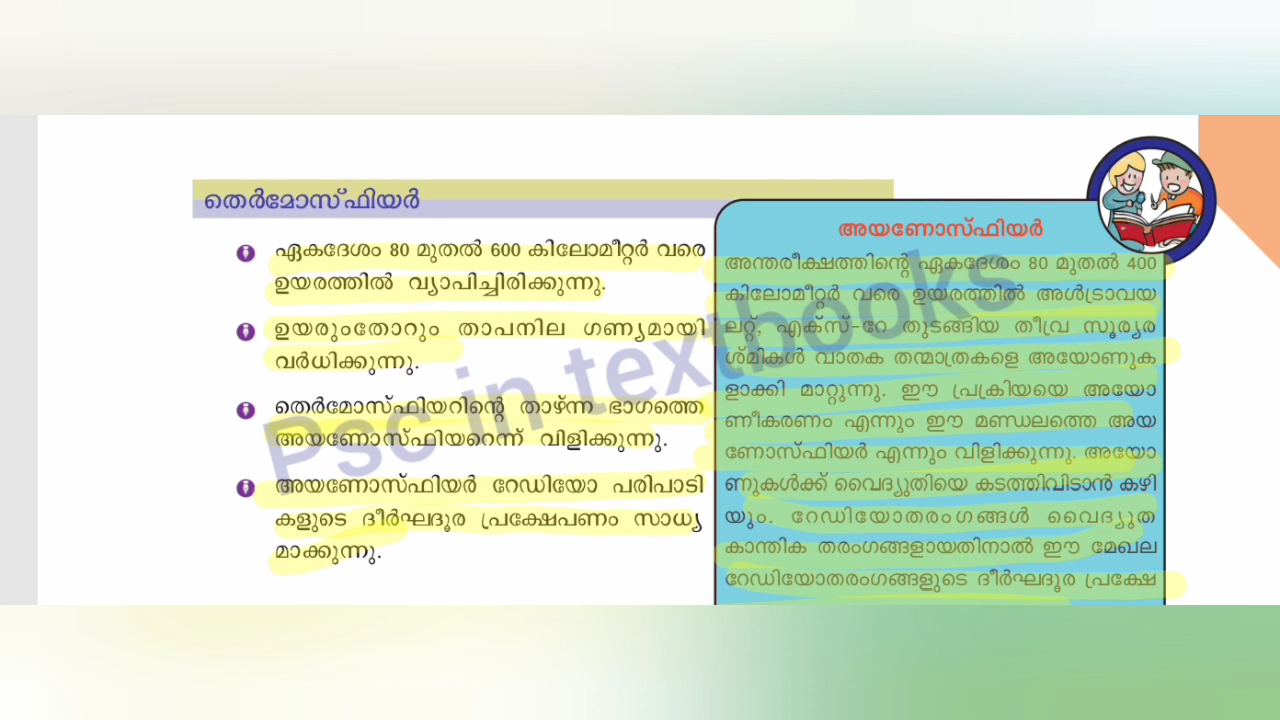 തെർമോസ്ഫിയർ
ഏകദേശം 80 മുതൽ 600 കിലോമീറ്റർ വരെ
ഉയരത്തിൽ വ്യാപിച്ചിരിക്കുന്നു.
ഉയരുംതോറും താപനില ഗണ്യമായി
വർധിക്കുന്നു.
തെർമോസ്ഫിയറിന്റെ താഴ്ന്ന ഭാഗത്തെ
അയണോസ്ഫിയറെന്ന് വിളിക്കുന്നു.
അയണോസ്ഫിയർ റേഡിയോ പരിപാടി
കളുടെ ദീർഘദൂര പ്രക്ഷേപണം സാധ്യ
മാക്കുന്നു.
അയണോസ്ഫിയർ
അന്തരീക്ഷത്തിന്റെ ഏകദേശം 80 മുതൽ 400
കിലോമീറ്റർ വരെ ഉയരത്തിൽ അൾട്രാവയ
ലറ്റ്, എക്സ്-റേ തുടങ്ങിയ തീവ്ര സൂര്യര
ശ്മികൾ വാതക തന്മാത്രകളെ അയോണുക
ളാക്കി മാറ്റുന്നു. ഈ പ്രക്രിയയെ അയോ
ണീകരണം എന്നും ഈ മണ്ഡലത്തെ അയ
ണോസ്ഫിയർ എന്നും വിളിക്കുന്നു. അയോ
ണുകൾക്ക് വൈദ്യുതിയെ കടത്തിവിടാൻ കഴി
യും. റേഡിയോതരംഗങ്ങൾ വൈദ്യുത
കാന്തിക തരംഗങ്ങളായതിനാൽ ഈ മേഖല
റേഡിയോതരംഗങ്ങളുടെ ദീർഘദൂര പ്രക്ഷേ
Psc in textbooks